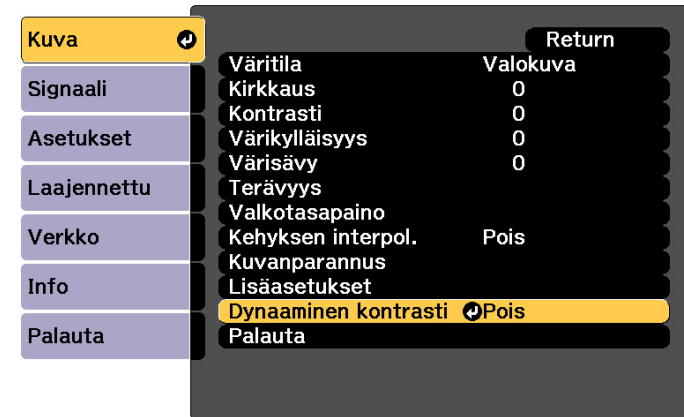 Kuva
Signaali
Asetukset
Laajennettu
Verkko
Info
Palauta
Return
Väritila Valokuva
Kirkkaus 0
Kontrasti 0
Värikylläisyys 0
Värisävy 0
Terävyys
Valkotasapaino
Kehyksen interpol. Pois
Kuvanparannus
Lisäasetukset
Dynaaminen kontrasti Pois
Palauta